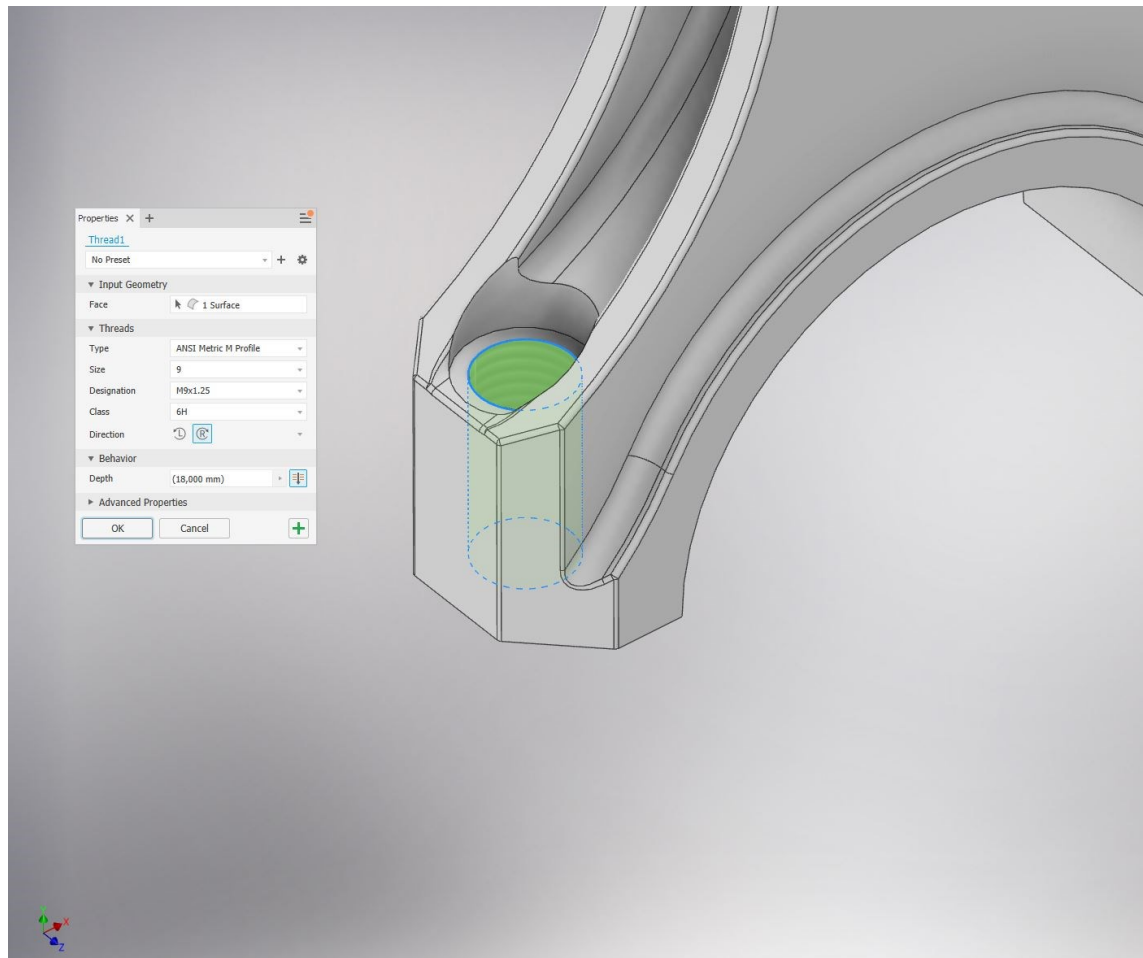 Properties
Thread1
No Preset
Input Geometry
Face 1 Surface
Threads
Type ANSI Metric M Profile
Size 9
Designation M9x1.25
Class 6H
Direction L R
Behavior
Depth (18,000 mm)
Advanced Properties
OK Cancel
X
Z